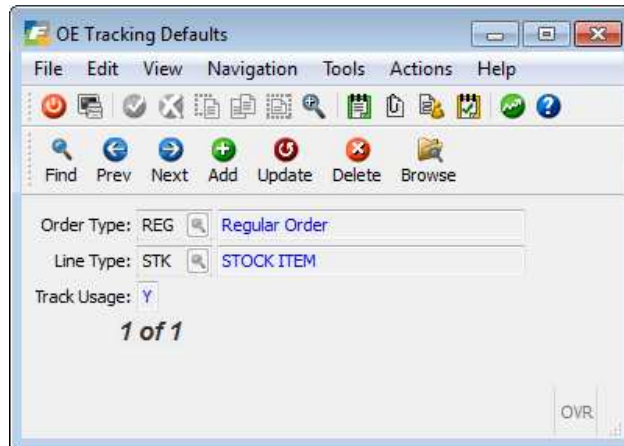 OE Tracking Defaults
File Edit View Navigation Tools Actions Help
Find Prev Next Add Update Delete Browse
Order Type: REG Regular Order
Line Type: STK STOCK ITEM
Track Usage: Y
1 of 1
OVR